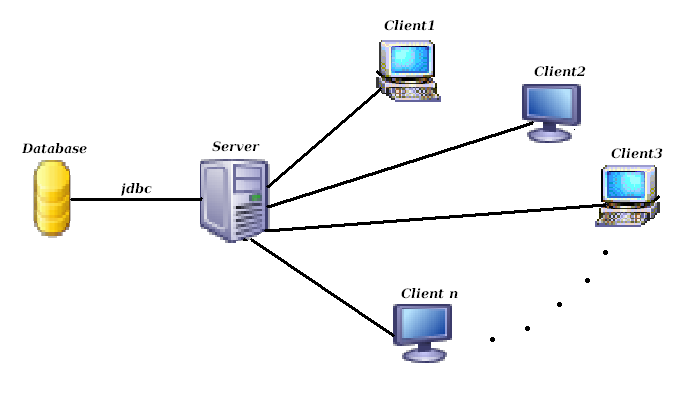 Client1
Client2
Database
Server
Client3
jdbc
Client n